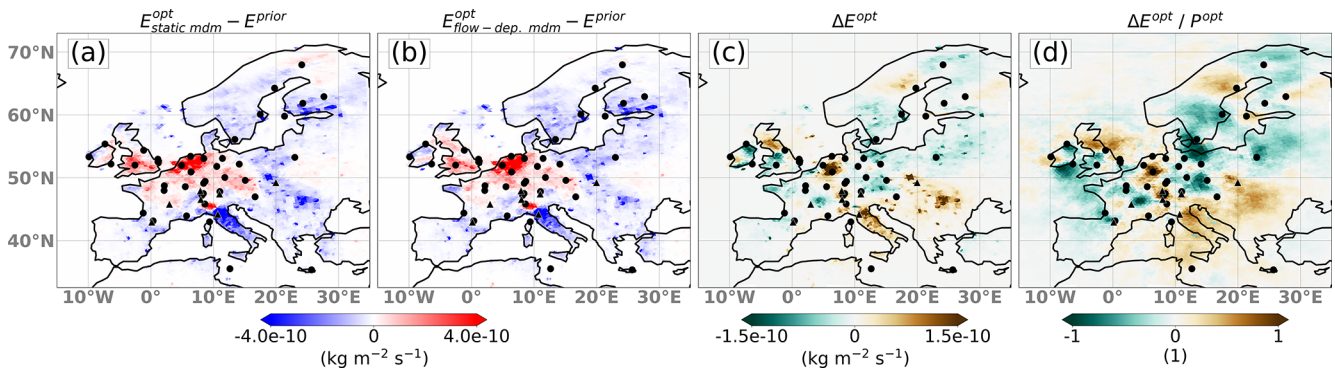 E^opt_static mdm − E^prior
E^opt_flow−dep. mdm − E^prior
ΔE^opt
ΔE^opt / P^opt
(a)
(b)
(c)
(d)
70°N
60°N
50°N
40°N
10°W 0° 10°E 20°E 30°E
10°W 0° 10°E 20°E 30°E
10°W 0° 10°E 20°E 30°E
10°W 0° 10°E 20°E 30°E
-4.0e-10 0 4.0e-10
(kg m⁻² s⁻¹)
-1.5e-10 0 1.5e-10
(kg m⁻² s⁻¹)
-1 0 1
(1)